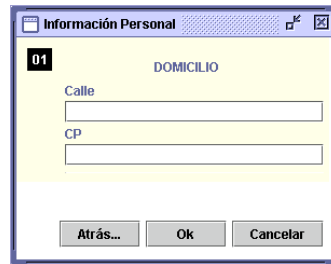 Información Personal
01
DOMICILIO
Calle
CP
Atrás... Ok Cancelar